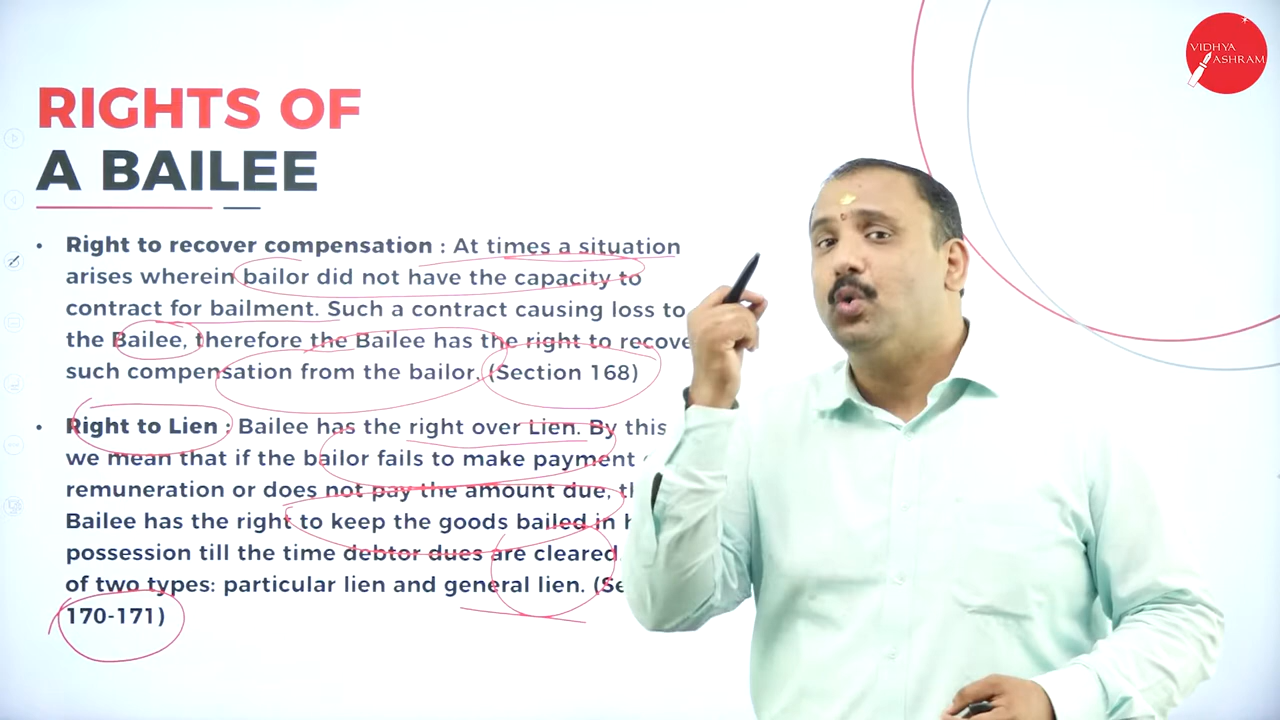 VIDHYA
ASHRAM
RIGHTS OF
A BAILEE
• Right to recover compensation : At times a situation
arises wherein bailor did not have the capacity to
contract for bailment. Such a contract causing loss to
the Bailee, therefore the Bailee has the right to recove
such compensation from the bailor. (Section 168)
• Right to Lien : Bailee has the right over Lien. By this
we mean that if the bailor fails to make payment
remuneration or does not pay the amount due,
Bailee has the right to keep the goods bailed in
possession till the time debtor dues are cleared
of two types: particular lien and general lien. (Se
170-171)